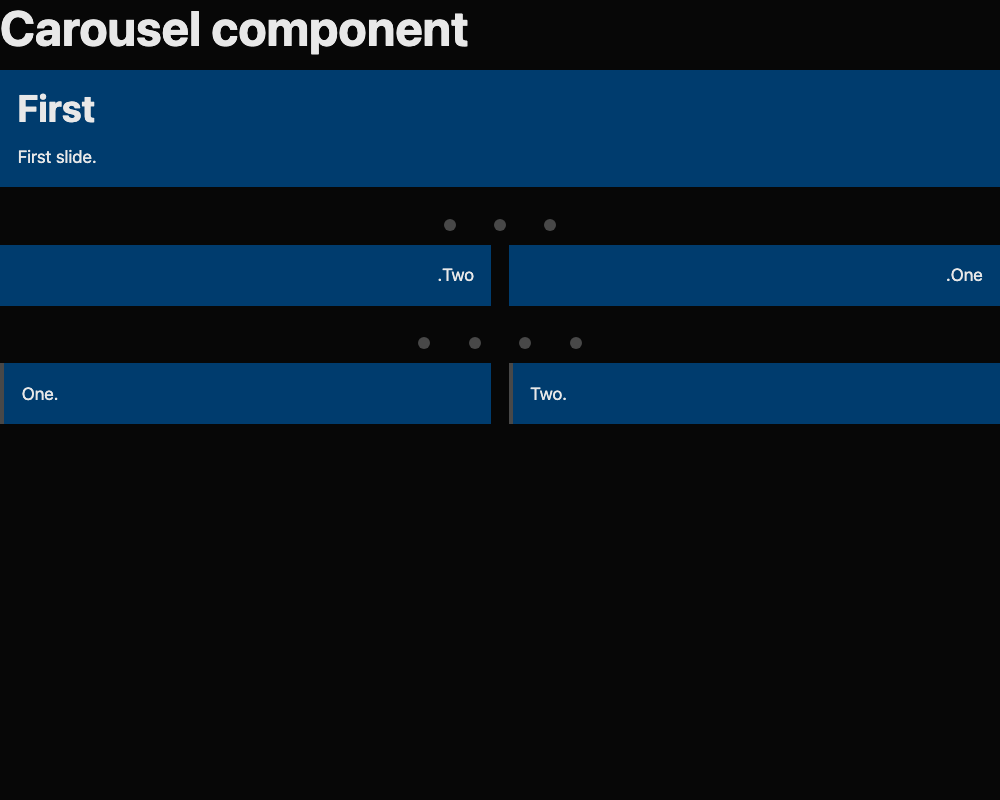 Carousel component
First
First slide.
.Two
.One
One.
Two.